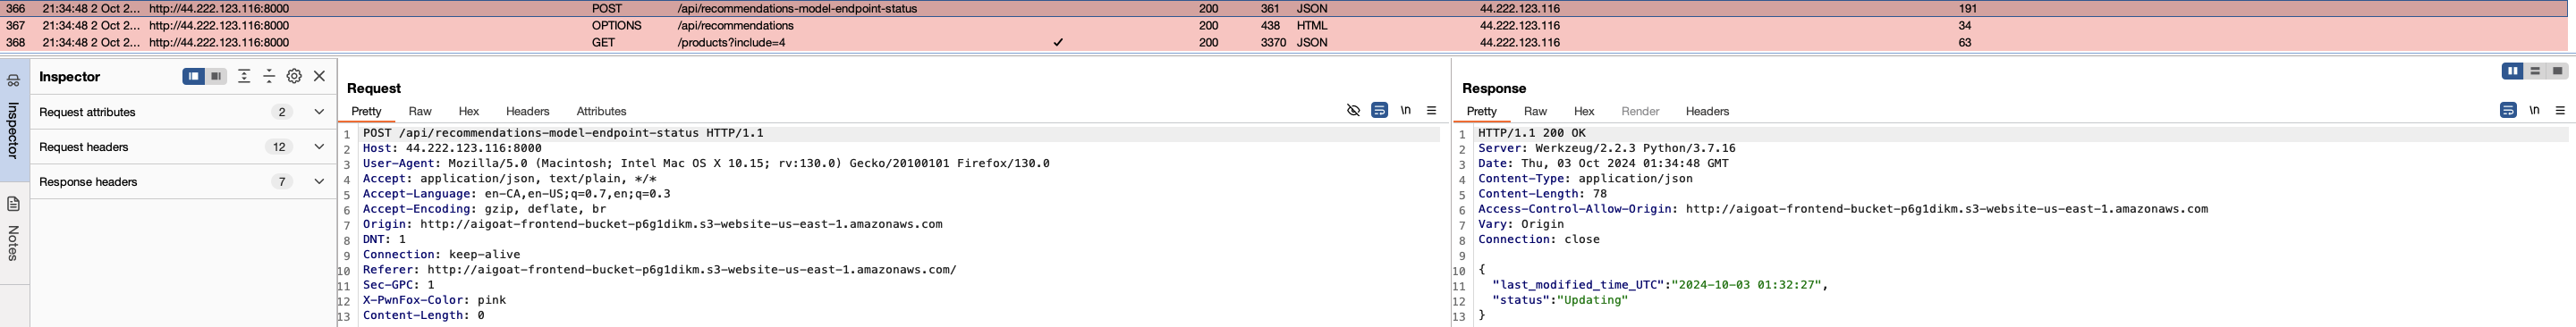 366 21:34:48 2 Oct 2... http://44.222.123.116:8000 POST /api/recommendations-model-endpoint-status 200 361 JSON 44.222.123.116 191
367 21:34:48 2 Oct 2... http://44.222.123.116:8000 OPTIONS /api/recommendations 200 438 HTML 44.222.123.116 34
368 21:34:48 2 Oct 2... http://44.222.123.116:8000 GET /products?include=4 ✓ 200 3370 JSON 44.222.123.116 63
Inspector
Notes
Inspector
Request attributes 2
Request headers 12
Response headers 7
Request
Pretty Raw Hex Headers Attributes \n
1 POST /api/recommendations-model-endpoint-status HTTP/1.1
2 Host: 44.222.123.116:8000
3 User-Agent: Mozilla/5.0 (Macintosh; Intel Mac OS X 10.15; rv:130.0) Gecko/20100101 Firefox/130.0
4 Accept: application/json, text/plain, */*
5 Accept-Language: en-CA,en-US;q=0.7,en;q=0.3
6 Accept-Encoding: gzip, deflate, br
7 Origin: http://aigoat-frontend-bucket-p6g1dikm.s3-website-us-east-1.amazonaws.com
8 DNT: 1
9 Connection: keep-alive
10 Referer: http://aigoat-frontend-bucket-p6g1dikm.s3-website-us-east-1.amazonaws.com/
11 Sec-GPC: 1
12 X-PwnFox-Color: pink
13 Content-Length: 0
Response
Pretty Raw Hex Render Headers \n
1 HTTP/1.1 200 OK
2 Server: Werkzeug/2.2.3 Python/3.7.16
3 Date: Thu, 03 Oct 2024 01:34:48 GMT
4 Content-Type: application/json
5 Content-Length: 78
6 Access-Control-Allow-Origin: http://aigoat-frontend-bucket-p6g1dikm.s3-website-us-east-1.amazonaws.com
7 Vary: Origin
8 Connection: close
9
10 {
11 "last_modified_time_UTC":"2024-10-03 01:32:27",
12 "status":"Updating"
13 }